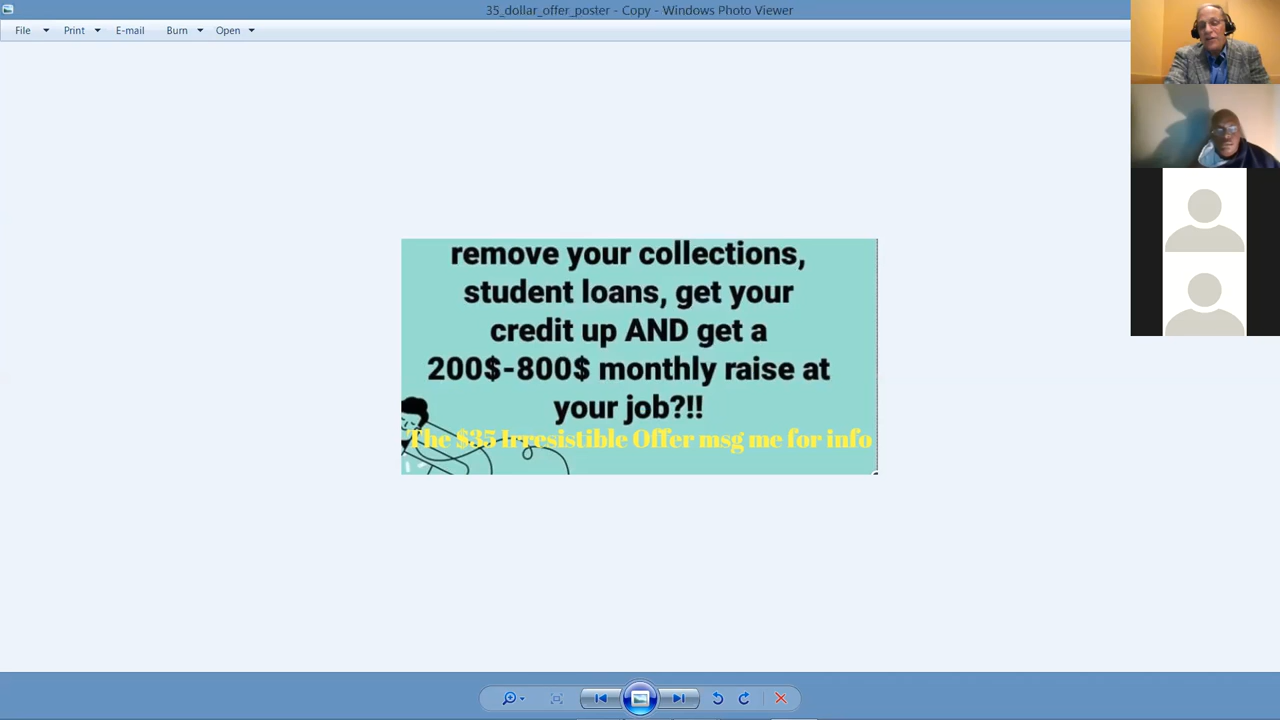 35_dollar_offer_poster - Copy - Windows Photo Viewer
File Print E-mail Burn Open
remove your collections,
student loans, get your
credit up AND get a
200$-800$ monthly raise at
your job?!!
The $35 Irresistible Offer msg me for info